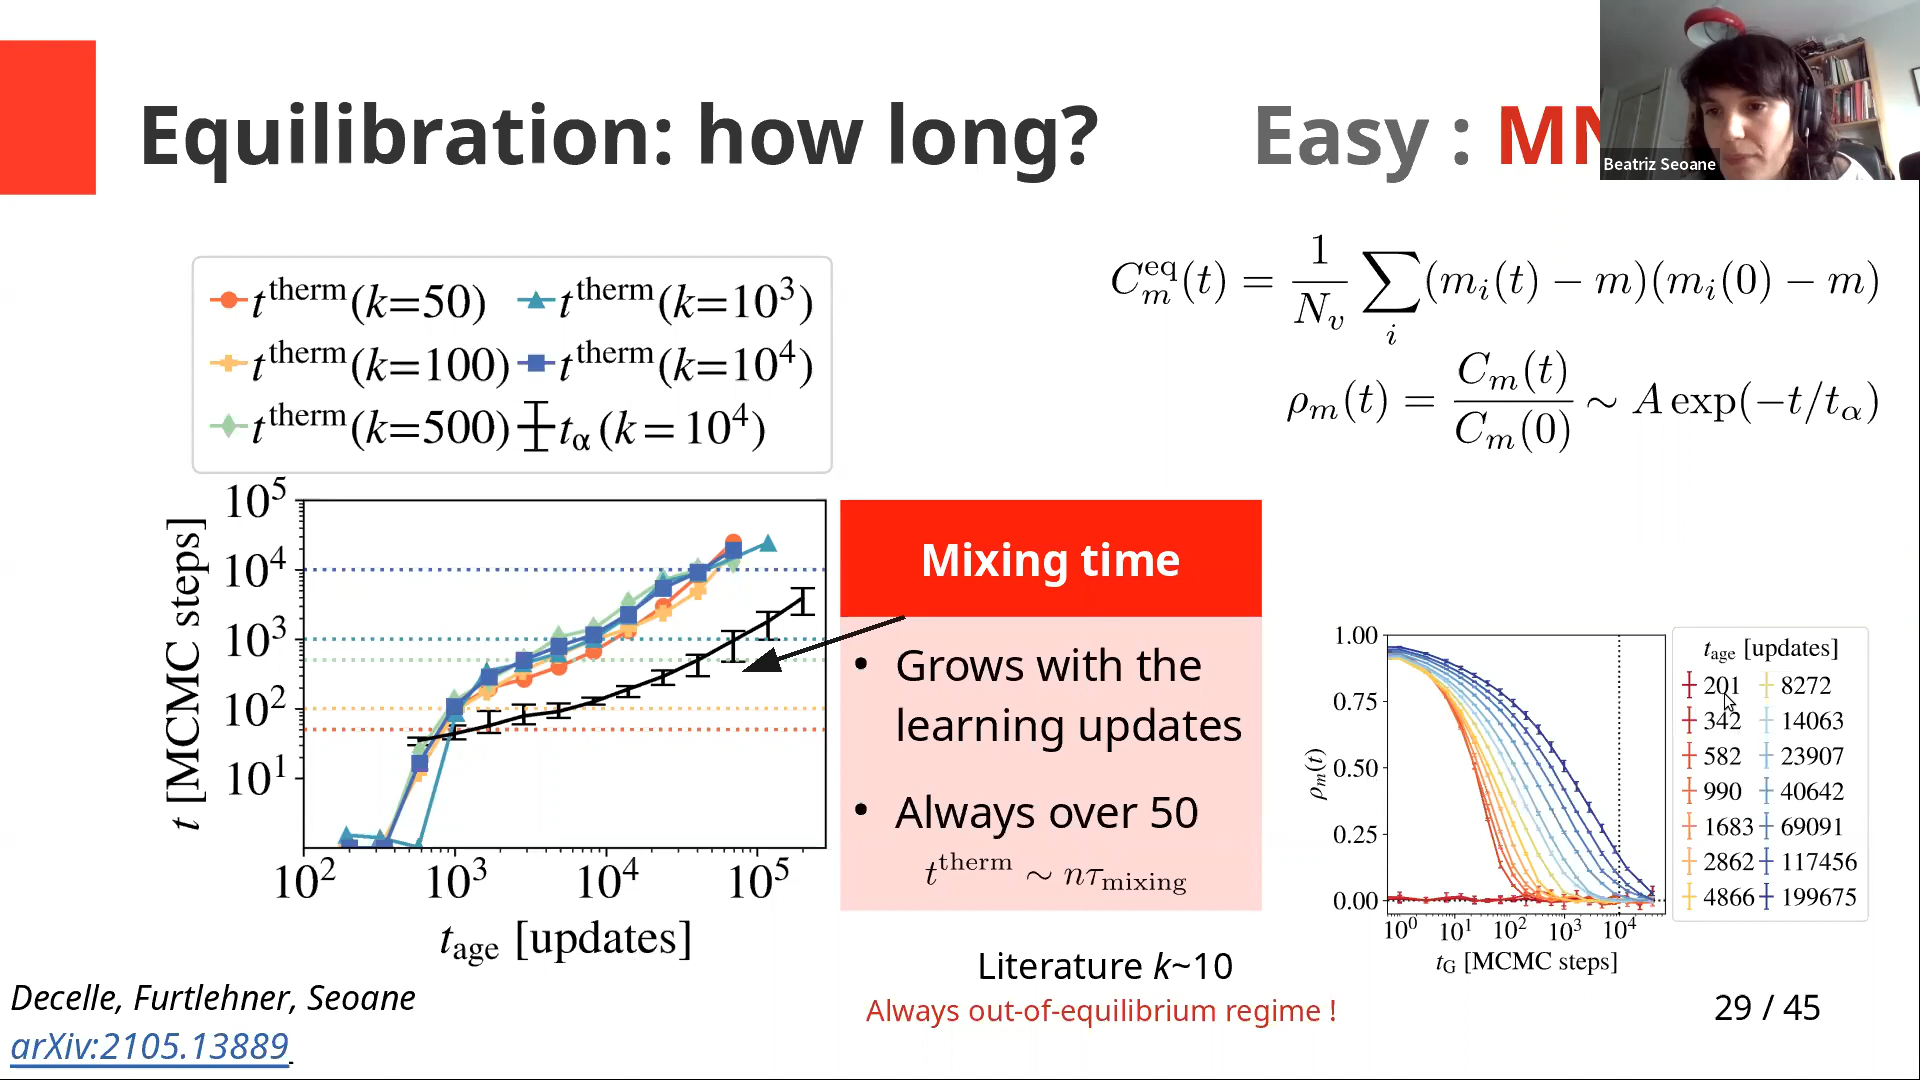 Equilibration: how long?
Easy : MN
Beatriz Seoane
C_m^eq(t) = 1/N_v ∑_i (m_i(t) − m)(m_i(0) − m)
ρ_m(t) = C_m(t)/C_m(0) ∼ A exp(−t/t_α)
t^therm(k=50) t^therm(k=10^3)
t^therm(k=100) t^therm(k=10^4)
t^therm(k=500) t_α (k = 10^4)
t [MCMC steps]
10^5
10^4
10^3
10^2
10^1
10^2 10^3 10^4 10^5
t_age [updates]
Mixing time
• Grows with the
learning updates
• Always over 50
t^therm ∼ nτ_mixing
Literature k~10
Always out-of-equilibrium regime !
ρ_m(t)
1.00
0.75
0.50
0.25
0.00
10^0 10^1 10^2 10^3 10^4
t_G [MCMC steps]
t_age [updates]
201 8272
342 14063
582 23907
990 40642
1683 69091
2862 117456
4866 199675
Decelle, Furtlehner, Seoane
arXiv:2105.13889
29 / 45